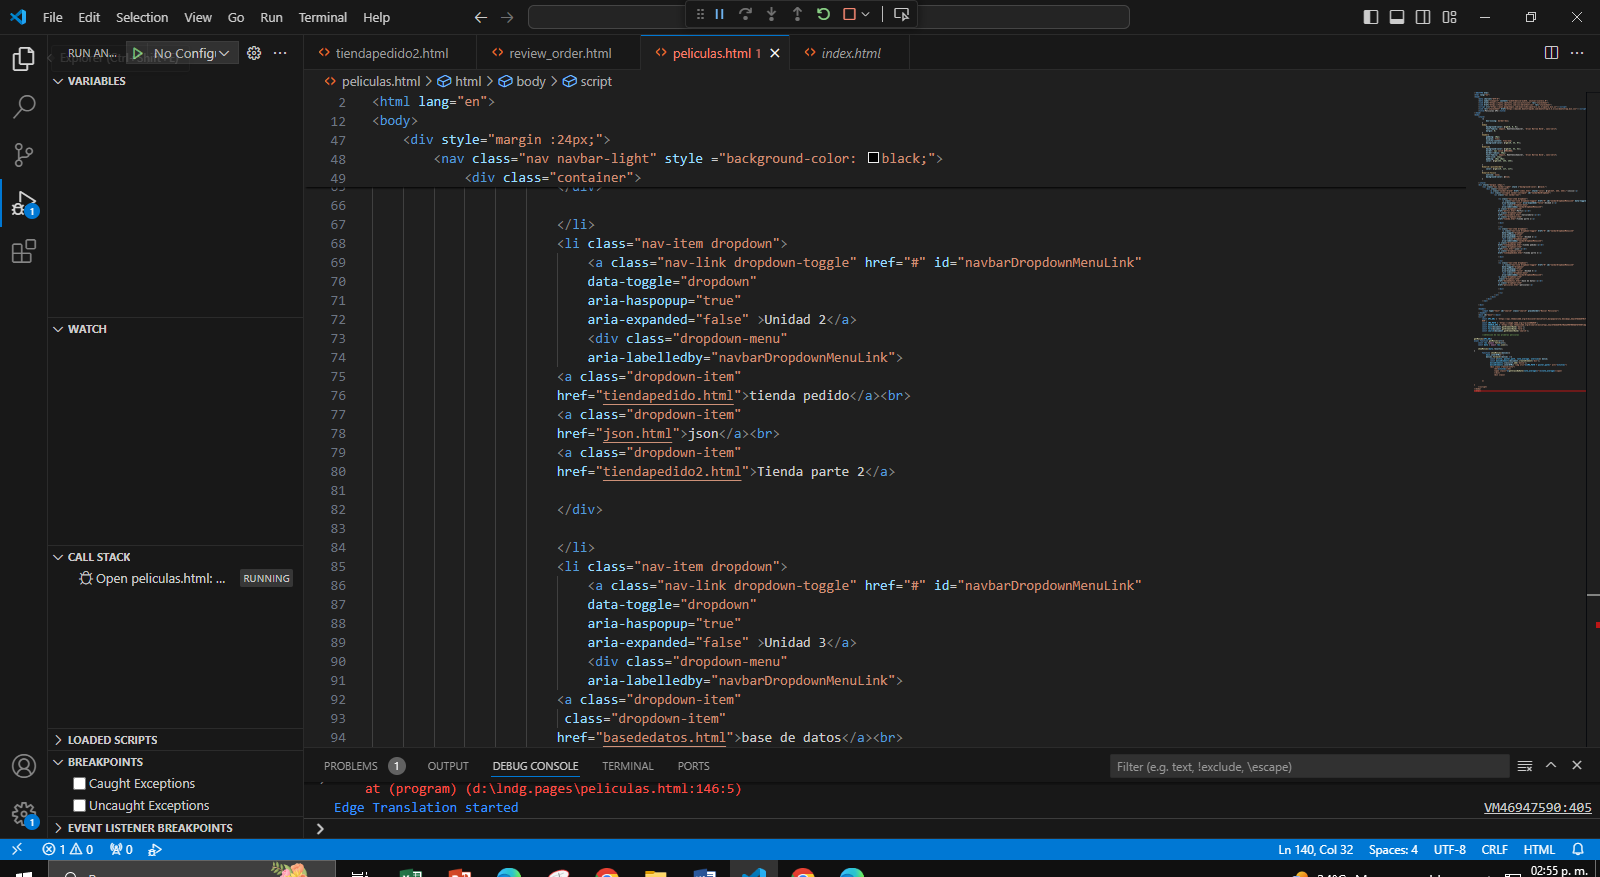 File Edit Selection View Go Run Terminal Help
RUN AN... No Config
tiendapedido2.html review_order.html peliculas.html 1 index.html
VARIABLES
peliculas.html > html > body > script
2 <html lang="en">
12 <body>
47 <div style="margin :24px;">
48 <nav class="nav navbar-light" style ="background-color: black;">
49 <div class="container">
65 </div>
66
67 </li>
68 <li class="nav-item dropdown">
69 <a class="nav-link dropdown-toggle" href="#" id="navbarDropdownMenuLink"
70 data-toggle="dropdown"
71 aria-haspopup="true"
72 aria-expanded="false" >Unidad 2</a>
73 <div class="dropdown-menu"
74 aria-labelledby="navbarDropdownMenuLink">
75 <a class="dropdown-item"
76 href="tiendapedido.html">tienda pedido</a><br>
77 <a class="dropdown-item"
78 href="json.html">json</a><br>
79 <a class="dropdown-item"
80 href="tiendapedido2.html">Tienda parte 2</a>
81
82 </div>
83
84 </li>
85 <li class="nav-item dropdown">
86 <a class="nav-link dropdown-toggle" href="#" id="navbarDropdownMenuLink"
87 data-toggle="dropdown"
88 aria-haspopup="true"
89 aria-expanded="false" >Unidad 3</a>
90 <div class="dropdown-menu"
91 aria-labelledby="navbarDropdownMenuLink">
92 <a class="dropdown-item"
93 class="dropdown-item"
94 href="basededatos.html">base de datos</a><br>
WATCH
CALL STACK
Open peliculas.html: ... RUNNING
LOADED SCRIPTS
BREAKPOINTS
Caught Exceptions
Uncaught Exceptions
EVENT LISTENER BREAKPOINTS
PROBLEMS 1 OUTPUT DEBUG CONSOLE TERMINAL PORTS Filter (e.g. text, !exclude, \escape)
at (program) (d:\lndg.pages\peliculas.html:146:5)
Edge Translation started VM46947590:405
1 0 0 Ln 140, Col 32 Spaces: 4 UTF-8 CRLF HTML
02:55 p. m.